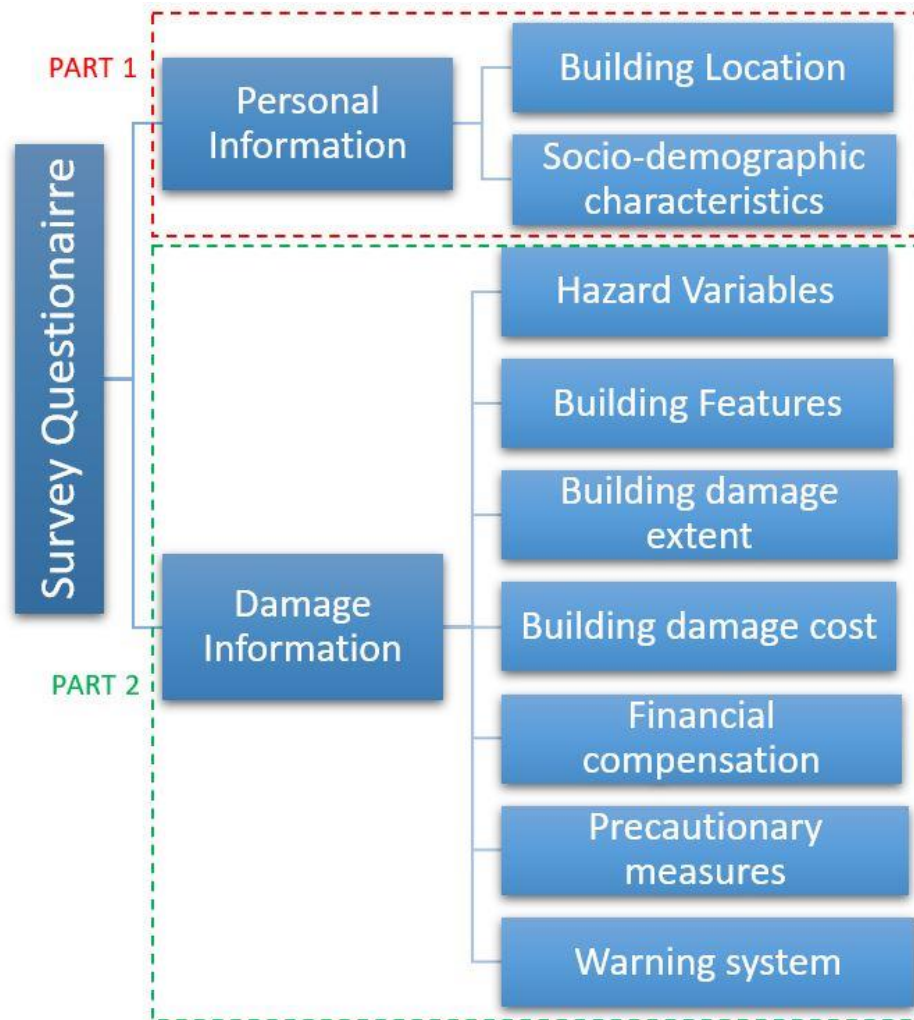 PART 1
Survey Questionairre
Personal
Information
Building Location
Socio-demographic
characteristics
PART 2
Damage
Information
Hazard Variables
Building Features
Building damage
extent
Building damage cost
Financial
compensation
Precautionary
measures
Warning system